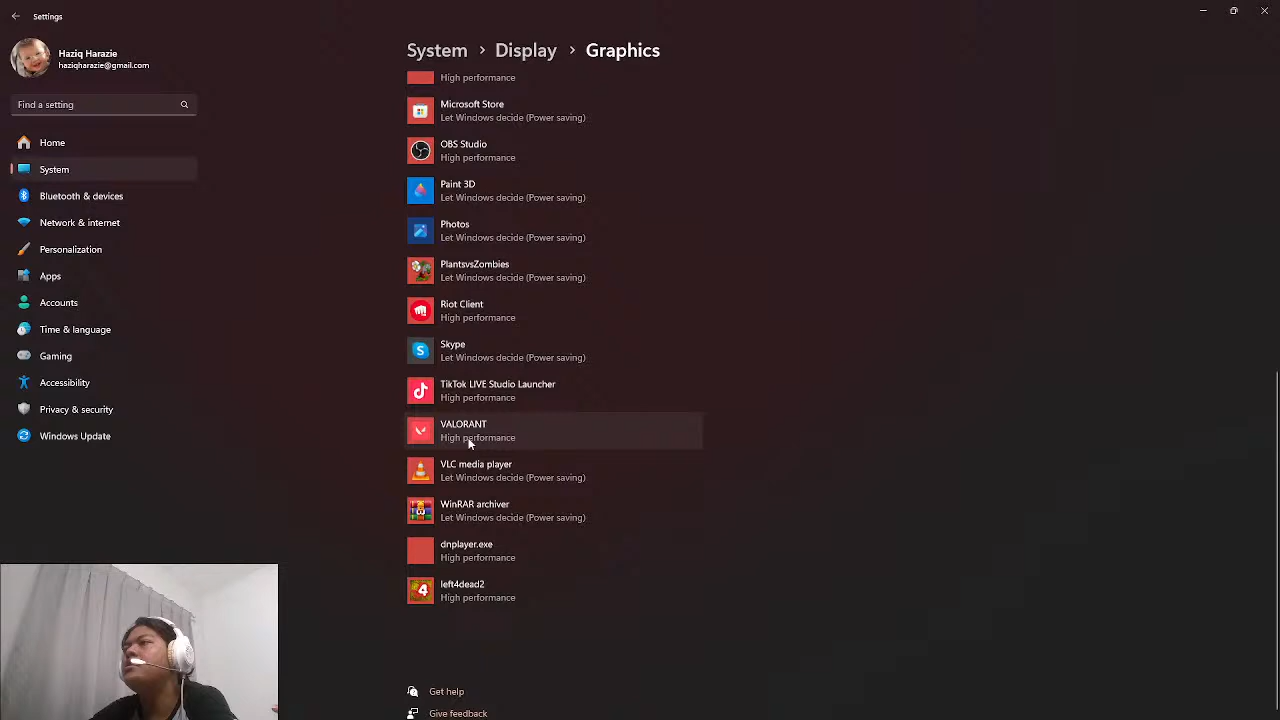 Settings
Haziq Harazie
haziqharazie@gmail.com
Find a setting
Home
System
Bluetooth & devices
Network & internet
Personalization
Apps
Accounts
Time & language
Gaming
Accessibility
Privacy & security
Windows Update
System > Display > Graphics
High performance
Microsoft Store
Let Windows decide (Power saving)
OBS Studio
High performance
Paint 3D
Let Windows decide (Power saving)
Photos
Let Windows decide (Power saving)
PlantsvsZombies
Let Windows decide (Power saving)
Riot Client
High performance
Skype
Let Windows decide (Power saving)
TikTok LIVE Studio Launcher
High performance
VALORANT
High performance
VLC media player
Let Windows decide (Power saving)
WinRAR archiver
Let Windows decide (Power saving)
dnplayer.exe
High performance
left4dead2
High performance
Get help
Give feedback